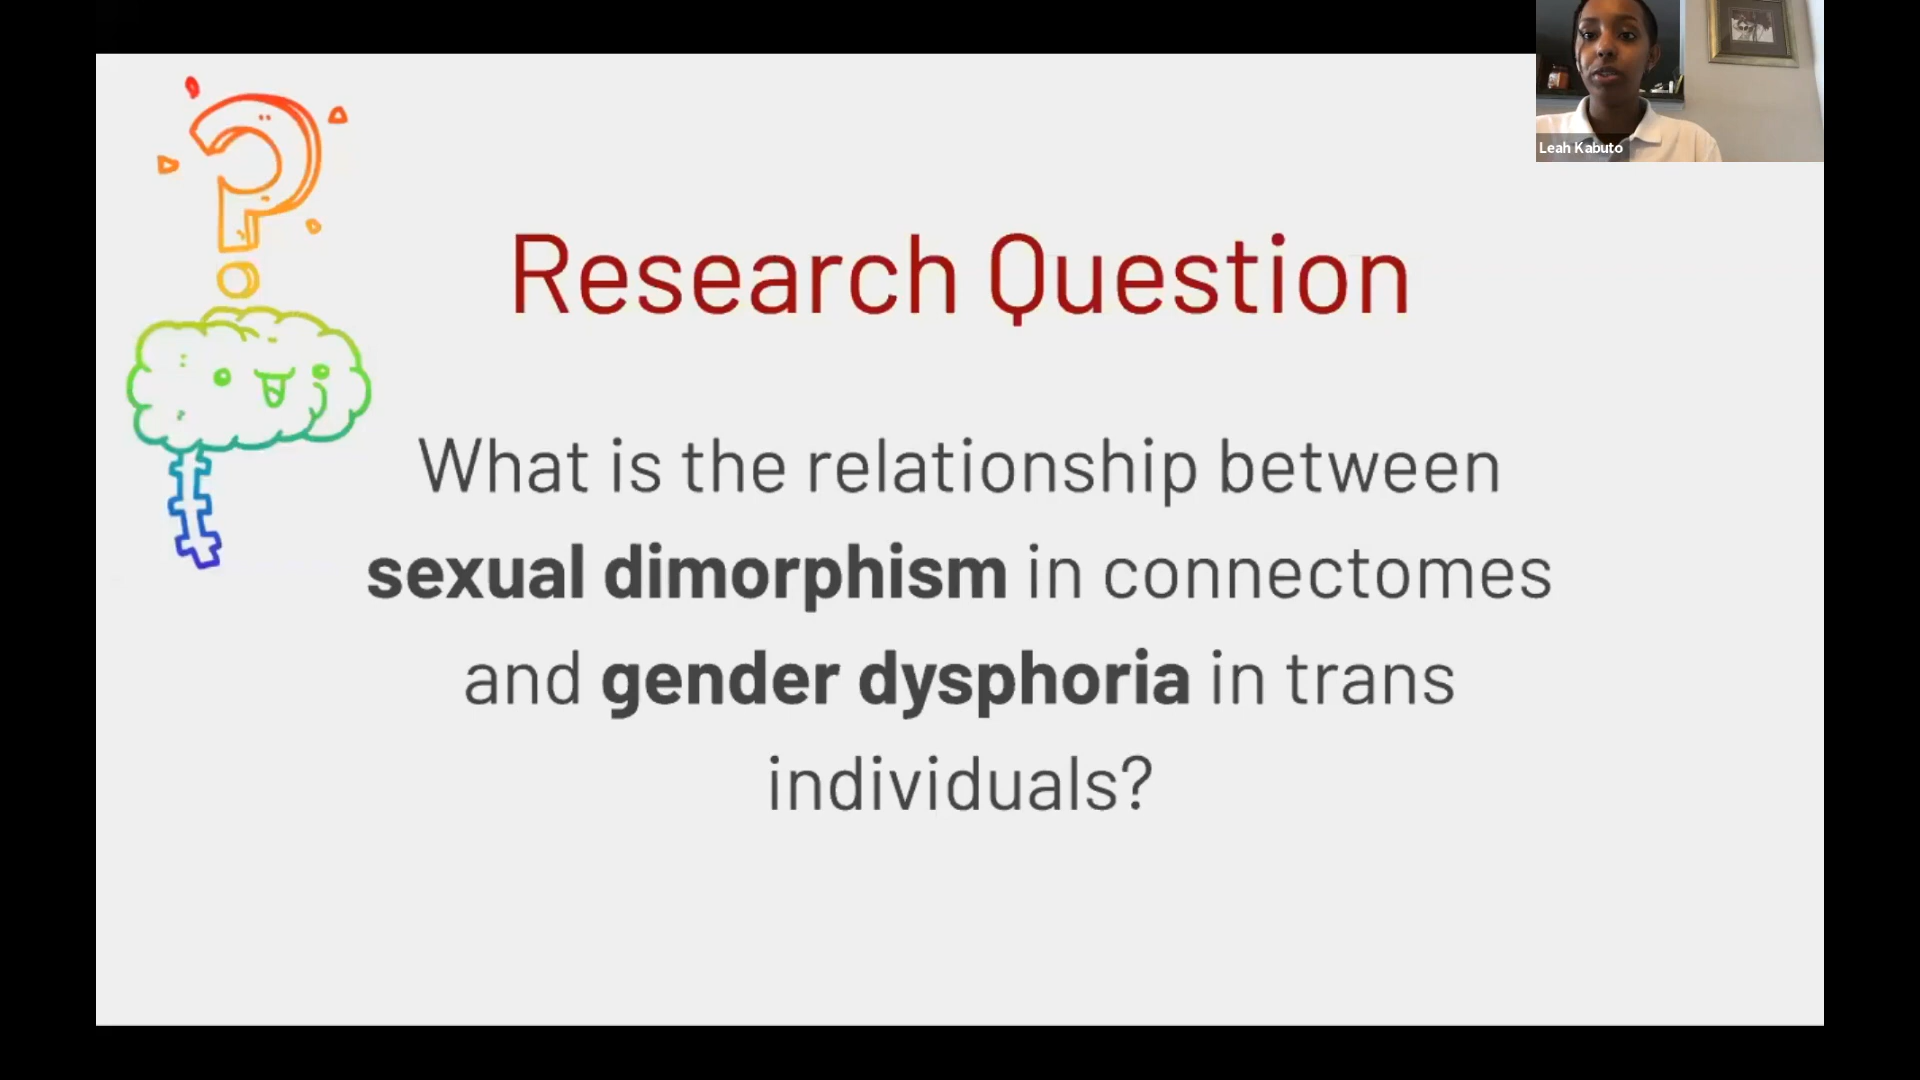 Leah Kabuto
Research Question
What is the relationship between
sexual dimorphism in connectomes
and gender dysphoria in trans
individuals?